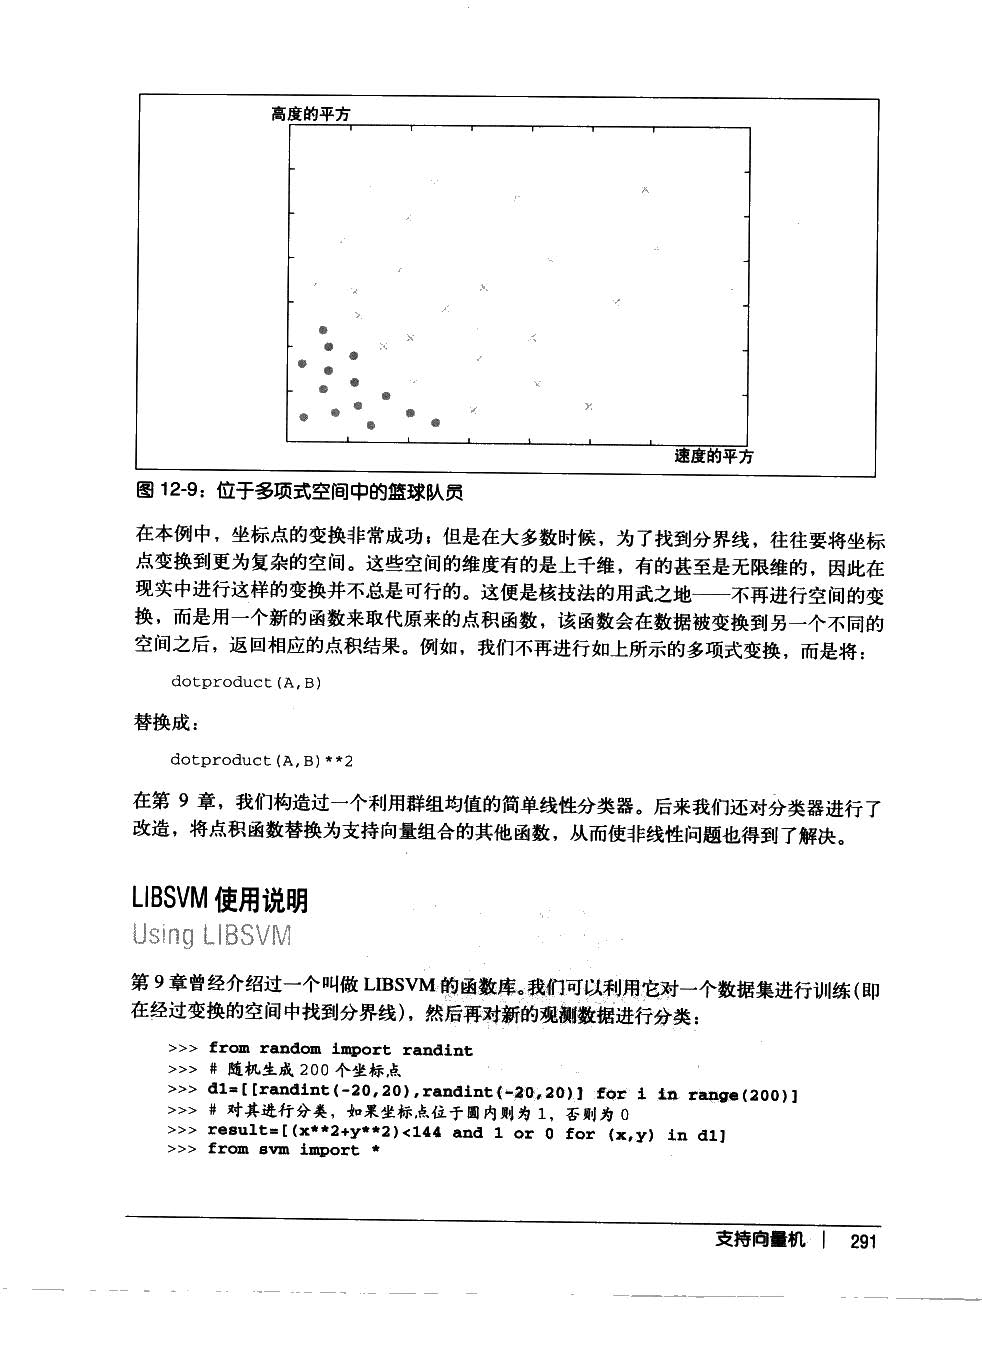 高度的平方
速度的平方
图 12-9：位于多项式空间中的篮球队员
在本例中，坐标点的变换非常成功；但是在大多数时候，为了找到分界线，往往要将坐标
点变换到更为复杂的空间。这些空间的维度有的是上千维，有的甚至是无限维的，因此在
现实中进行这样的变换并不总是可行的。这便是核技法的用武之地——不再进行空间的变
换，而是用一个新的函数来取代原来的点积函数，该函数会在数据被变换到另一个不同的
空间之后，返回相应的点积结果。例如，我们不再进行如上所示的多项式变换，而是将：
dotproduct(A,B)
替换成：
dotproduct(A,B)**2
在第 9 章，我们构造过一个利用群组均值的简单线性分类器。后来我们还对分类器进行了
改造，将点积函数替换为支持向量组合的其他函数，从而使非线性问题也得到了解决。
LIBSVM 使用说明
Using LIBSVM
第 9 章曾经介绍过一个叫做 LIBSVM 的函数库。我们可以利用它对一个数据集进行训练（即
在经过变换的空间中找到分界线），然后再对新的观测数据进行分类：
>>> from random import randint
>>> # 随机生成 200 个坐标点
>>> d1=[[randint(-20,20),randint(-20,20)] for i in range(200)]
>>> # 对其进行分类，如果坐标点位于圆内则为 1，否则为 0
>>> result=[(x**2+y**2)<144 and 1 or 0 for (x,y) in d1]
>>> from svm import *
支持向量机 | 291